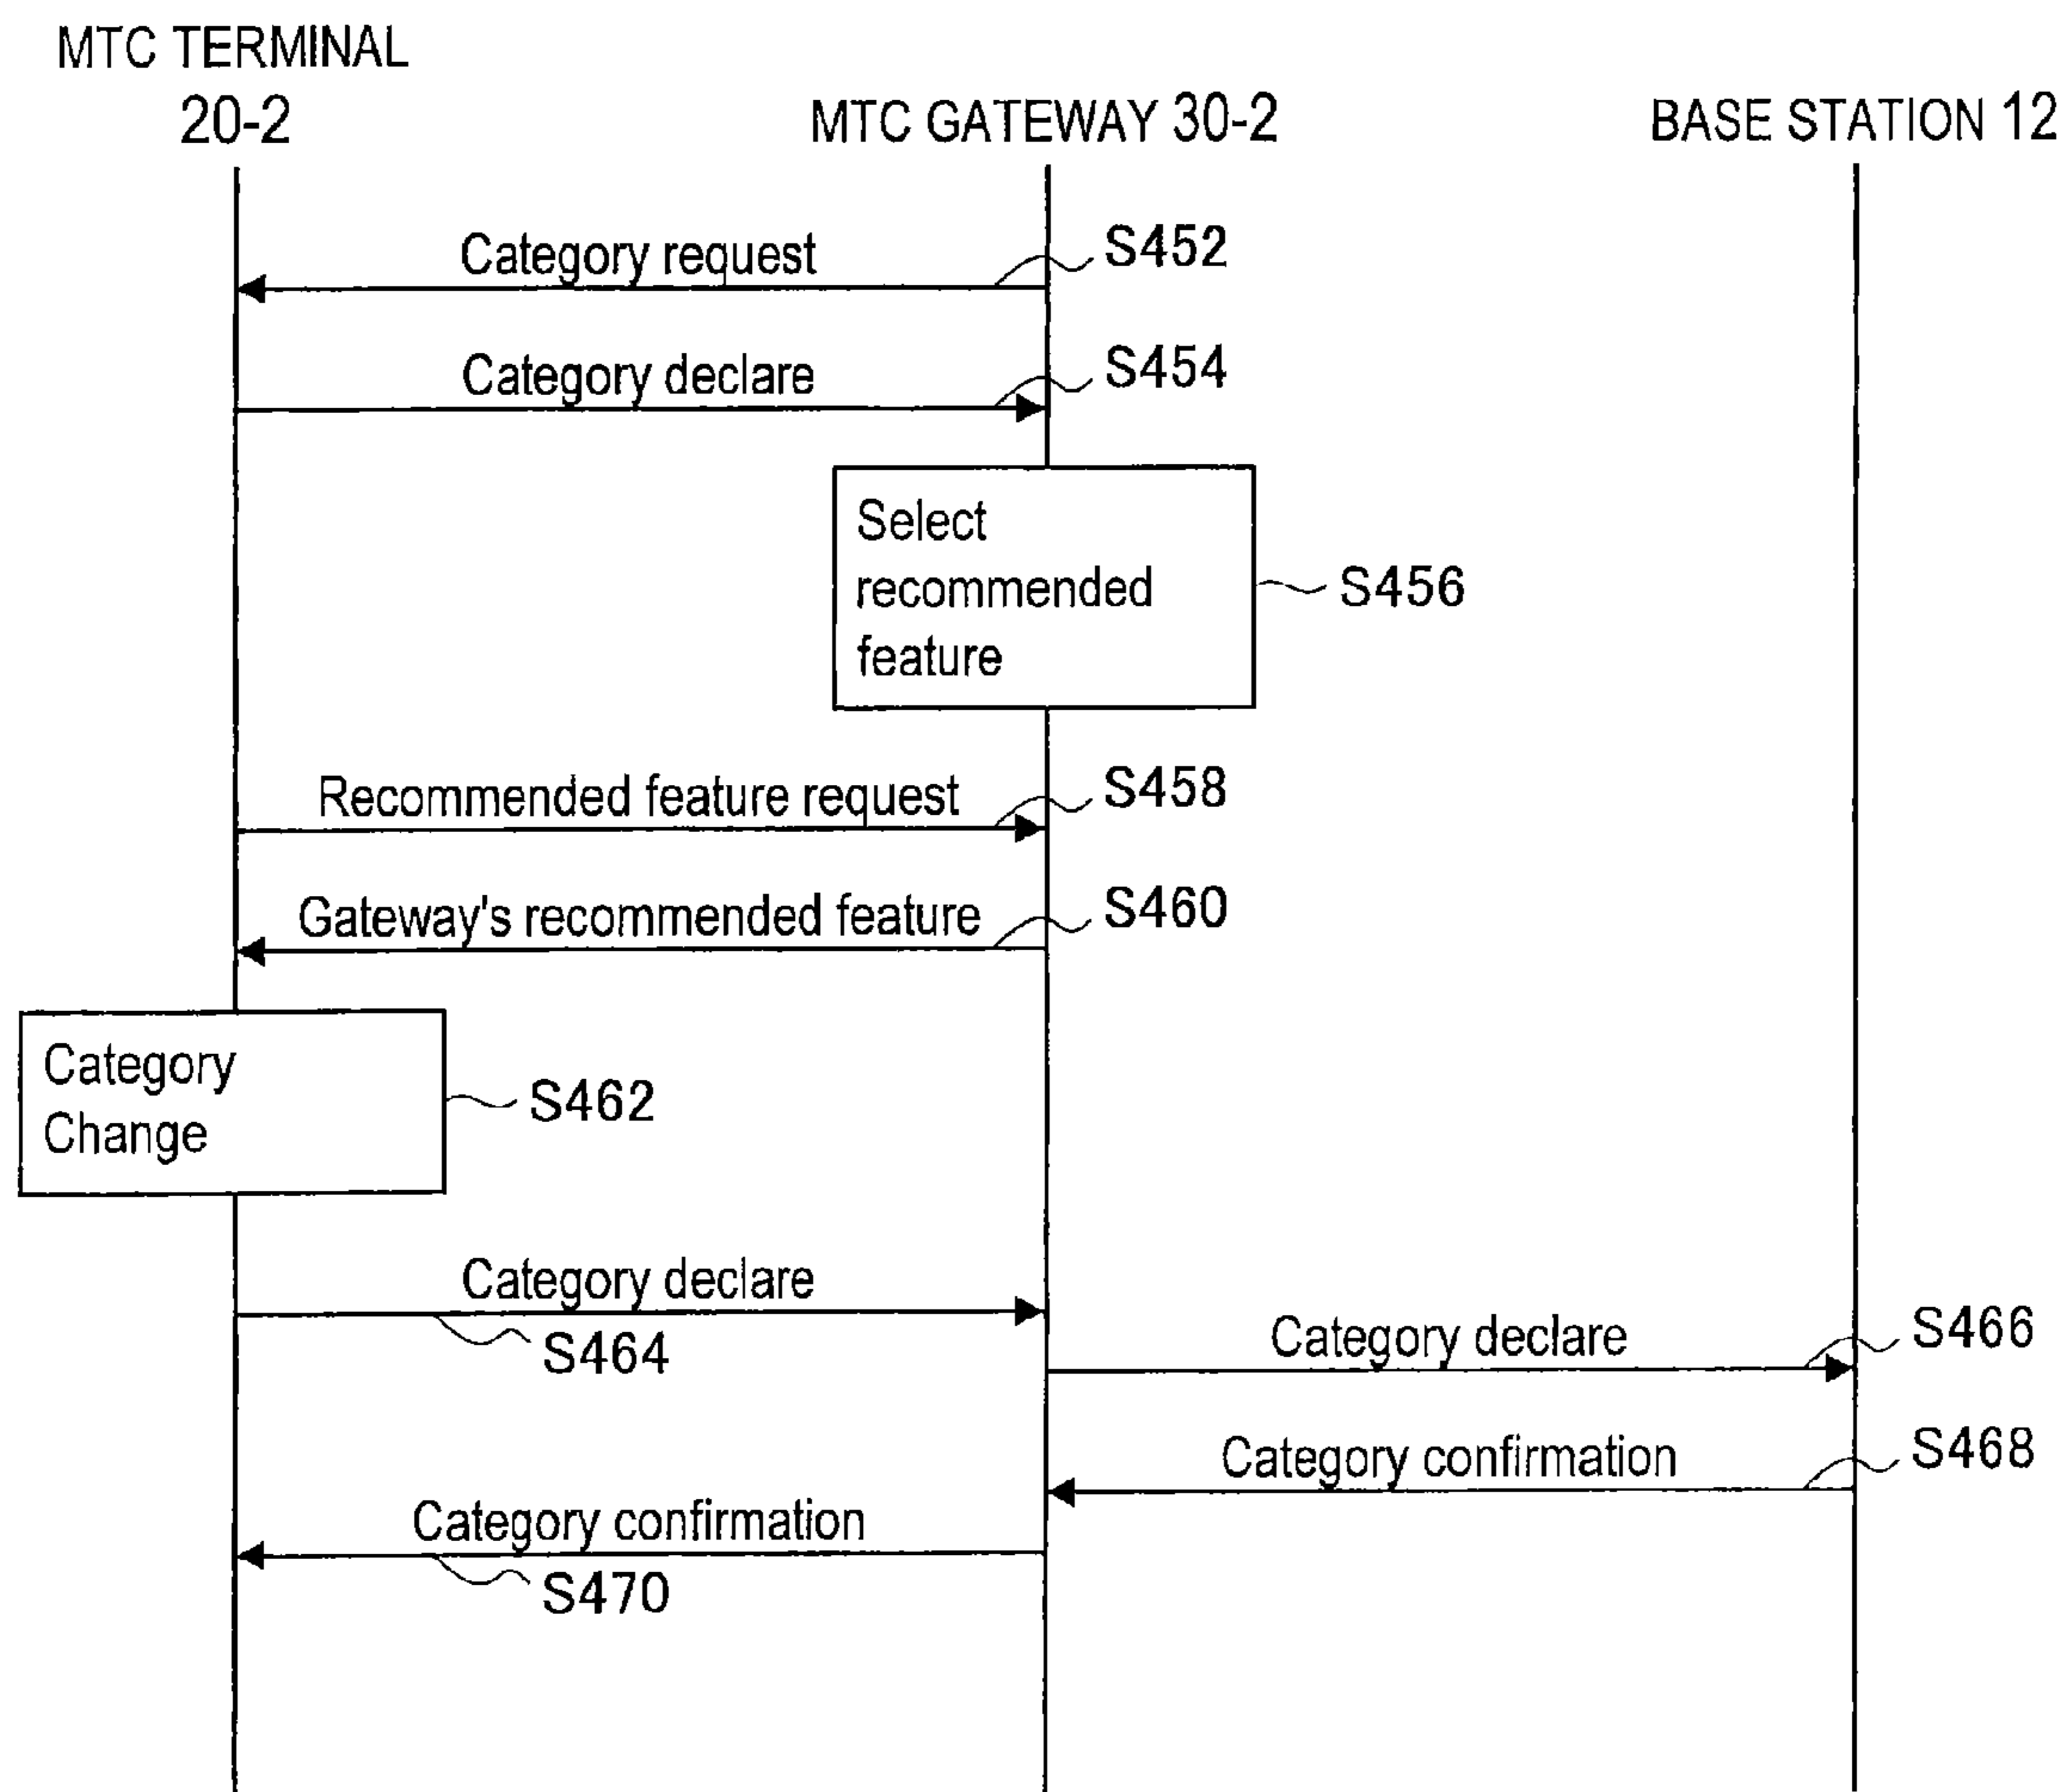 MTC TERMINAL
20-2
MTC GATEWAY 30-2
BASE STATION 12
Category request
S452
Category declare
S454
Select
recommended
feature
S456
Recommended feature request
S458
Gateway's recommended feature
S460
Category
Change
S462
Category declare
S464
Category declare
S466
Category confirmation
S468
Category confirmation
S470